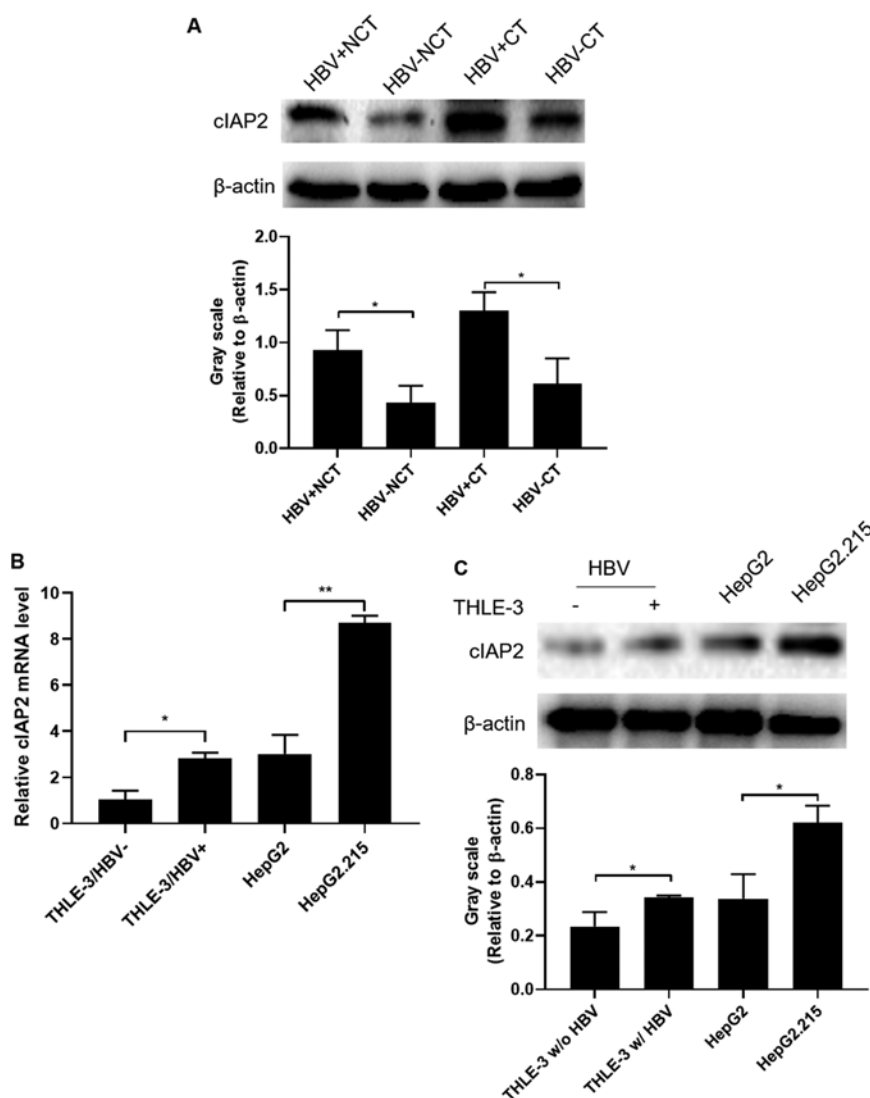 A
HBV+NCT HBV-NCT HBV+CT HBV-CT
cIAP2
β-actin
2.0
1.5
1.0
0.5
0.0
Gray scale
(Relative to β-actin)
*
*
HBV+NCT HBV-NCT HBV+CT HBV-CT
B
10
8
6
4
2
0
Relative cIAP2 mRNA level
*
**
THLE-3/HBV- THLE-3/HBV+ HepG2 HepG2.215
C
HBV HepG2 HepG2.215
THLE-3 - +
cIAP2
β-actin
0.8
0.6
0.4
0.2
0.0
Gray scale
(Relative to β-actin)
*
*
THLE-3 w/o HBV THLE-3 w/ HBV HepG2 HepG2.215